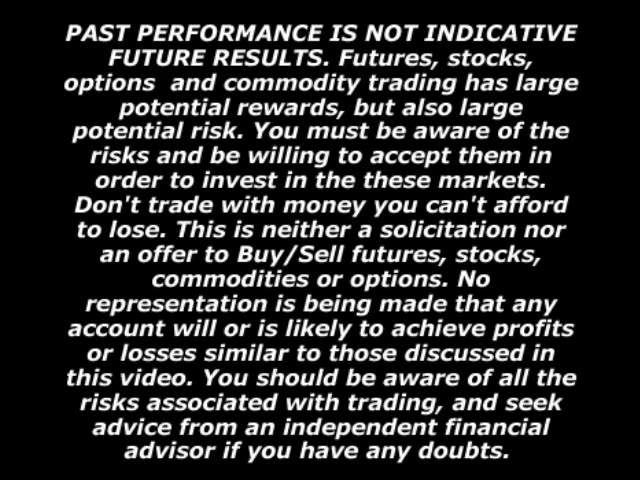 PAST PERFORMANCE IS NOT INDICATIVE
FUTURE RESULTS. Futures, stocks,
options  and commodity trading has large
potential rewards, but also large
potential risk. You must be aware of the
risks and be willing to accept them in
order to invest in the these markets.
Don't trade with money you can't afford
to lose. This is neither a solicitation nor
an offer to Buy/Sell futures, stocks,
commodities or options. No
representation is being made that any
account will or is likely to achieve profits
or losses similar to those discussed in
this video. You should be aware of all the
risks associated with trading, and seek
advice from an independent financial
advisor if you have any doubts.